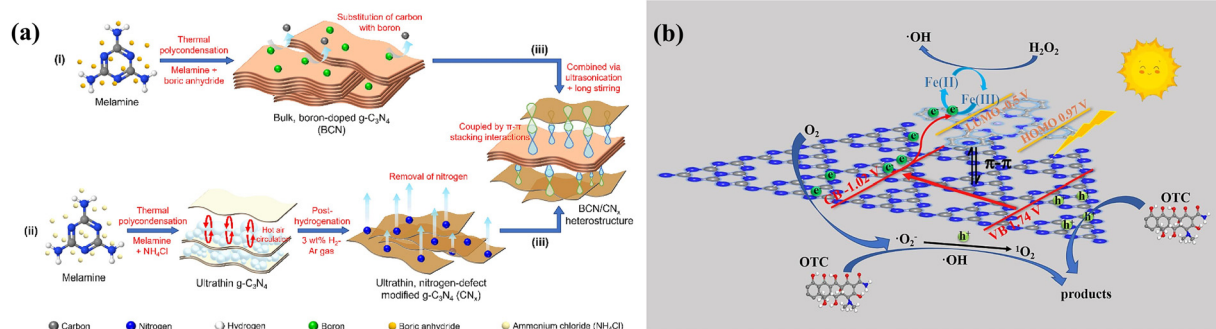 (a)
(i)
Melamine
Thermal
polycondensation
Melamine +
boric anhydride
Substitution of carbon
with boron
Bulk, boron-doped g-C₃N₄
(BCN)
(iii)
Combined via
ultrasonication
+ long stirring
Coupled by π-π
stacking interactions
BCN/CNₓ
heterostructure
(ii)
Melamine
Thermal
polycondensation
Melamine
+ NH₄Cl
Hot air
circulation
Ultrathin g-C₃N₄
Post-
hydrogenation
3 wt% H₂-
Ar gas
Removal of nitrogen
Ultrathin, nitrogen-defect
modified g-C₃N₄ (CNₓ)
(iii)
Carbon
Nitrogen
Hydrogen
Boron
Boric anhydride
Ammonium chloride (NH₄Cl)
(b)
·OH
H₂O₂
Fe(II)
Fe(III)
LUMO -0.5 V
HOMO 0.97 V
O₂
e⁻
e⁻
e⁻
e⁻
e⁻
e⁻
-1.02 V
π-π
VB 1.74 V
h⁺
h⁺
h⁺
h⁺
OTC
·O₂⁻
h⁺
¹O₂
·OH
OTC
products